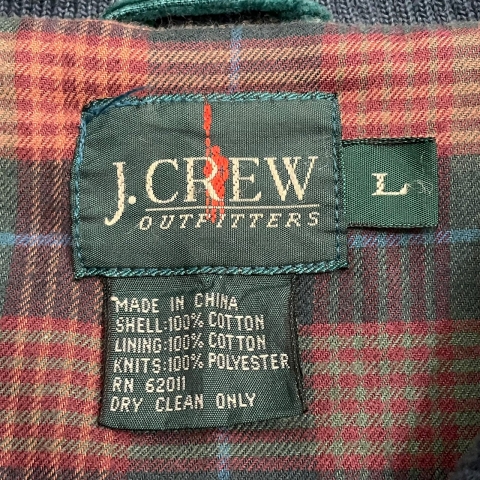 J.CREW
OUTFITTERS
L
MADE IN CHINA
SHELL:100% COTTON
LINING:100% COTTON
KNITS:100% POLYESTER
RN 62011
DRY CLEAN ONLY